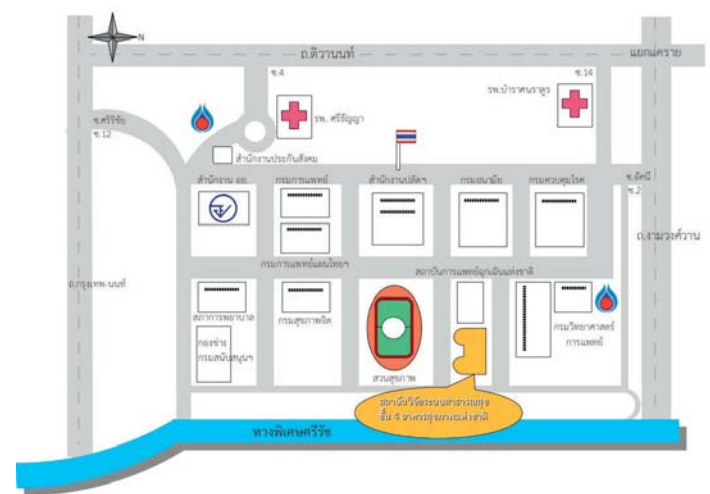 N
ถ.ติวานนท์
แยกแคราย
ซ.4
ซ.14
รพ.บำราศนราดูร
รพ. ศรีธัญญา
ซ.ศรีชัย
ซ.12
สำนักงานประกันสังคม
สำนักงาน อย.
กรมการแพทย์
สำนักงานปลัดฯ
กรมอนามัย
กรมควบคุมโรค
ซ.อัคนี
ซ.2
ถ.งามวงศ์วาน
กรมการแพทย์แผนไทยฯ
สถาบันการแพทย์ฉุกเฉินแห่งชาติ
ถ.กรุงเทพ-นนท์
สภาการพยาบาล
กรมสุขภาพจิต
กรมวิทยาศาสตร์
การแพทย์
กองช่าง
กรมสนับสนุนฯ
สวนสุขภาพ
สถาบันวิจัยระบบสาธารณสุข
ชั้น 4 อาคารสุขภาพแห่งชาติ
ทางพิเศษศรีรัช